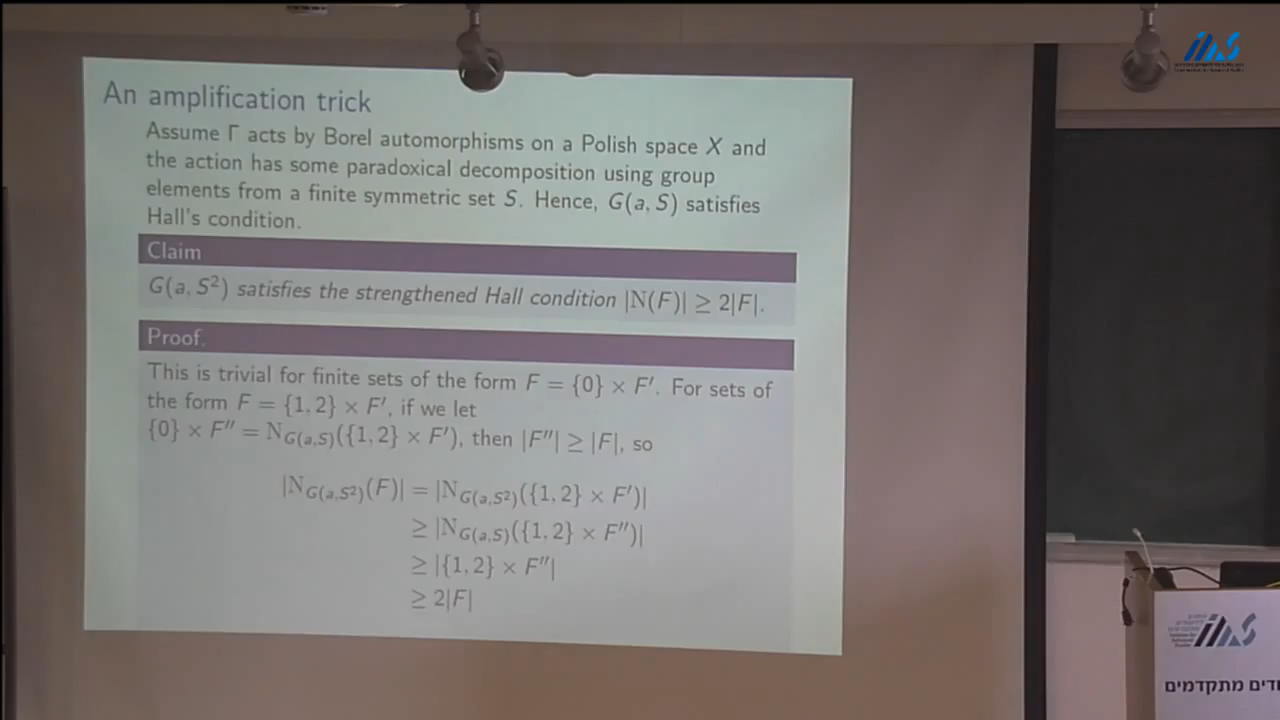 An amplification trick
Assume Γ acts by Borel automorphisms on a Polish space X and
the action has some paradoxical decomposition using group
elements from a finite symmetric set S. Hence, G(a, S) satisfies
Hall's condition.
Claim
G(a, S²) satisfies the strengthened Hall condition |N(F)| ≥ 2|F|.
Proof.
This is trivial for finite sets of the form F = {0} × F′. For sets of
the form F = {1, 2} × F′, if we let
{0} × F″ = N_{G(a,S)}({1, 2} × F′), then |F″| ≥ |F|, so
|N_{G(a,S²)}(F)| = |N_{G(a,S²)}({1, 2} × F′)|
≥ |N_{G(a,S)}({1, 2} × F″)|
≥ |{1, 2} × F″|
≥ 2|F|